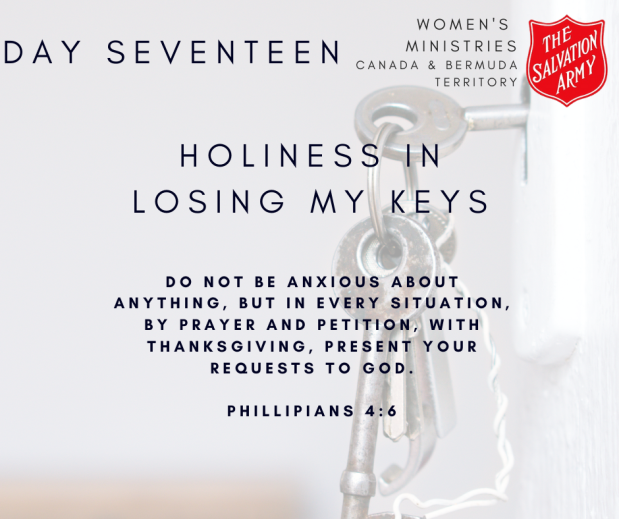 DAY SEVENTEEN
WOMEN'S
MINISTRIES
CANADA & BERMUDA
TERRITORY
THE
SALVATION
ARMY
HOLINESS IN
LOSING MY KEYS
DO NOT BE ANXIOUS ABOUT
ANYTHING, BUT IN EVERY SITUATION,
BY PRAYER AND PETITION, WITH
THANKSGIVING, PRESENT YOUR
REQUESTS TO GOD.
PHILLIPIANS 4:6